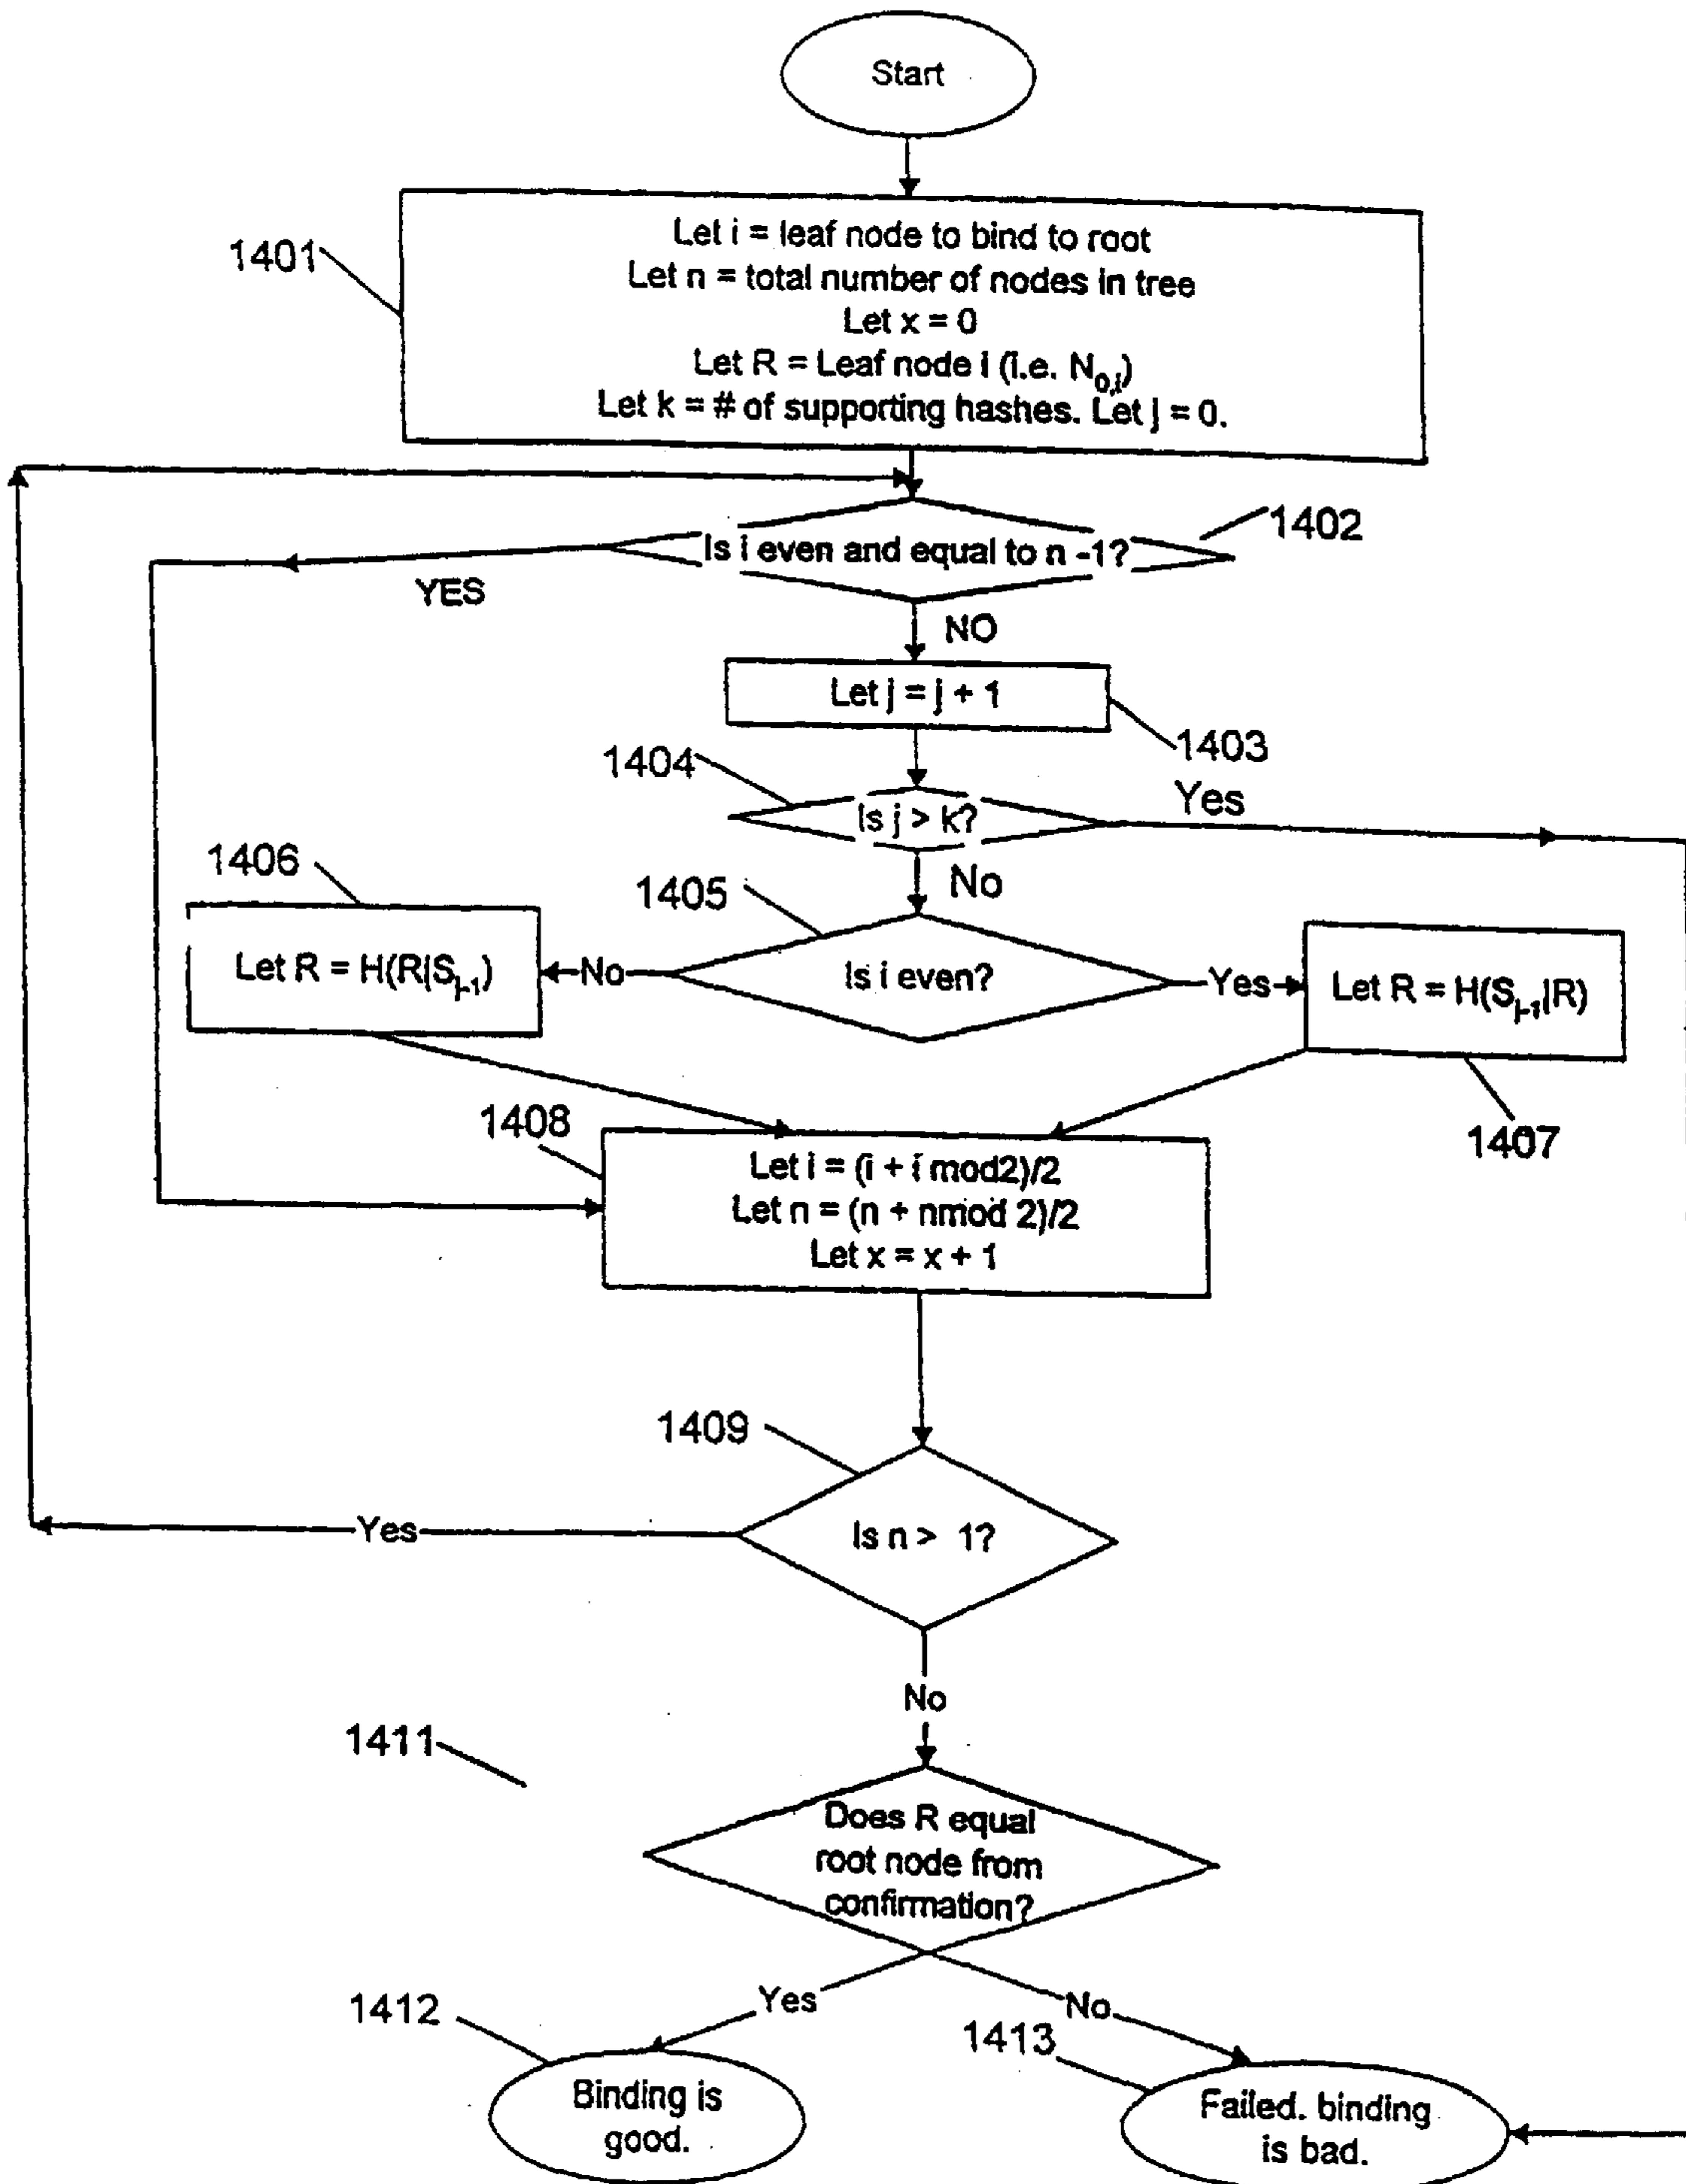 Start
1401
Let i = leaf node to bind to root
Let n = total number of nodes in tree
Let x = 0
Let R = Leaf node i (i.e. N₀,ᵢ)
Let k = # of supporting hashes. Let j = 0.
1402
Is i even and equal to n -1?
YES
NO
Let j = j + 1
1403
1404
Is j > k?
Yes
No
1406
1405
Let R = H(R|Sⱼ₋₁)
No
Is i even?
Yes
Let R = H(Sⱼ₋₁|R)
1407
1408
Let i = (i + i mod2)/2
Let n = (n + nmod 2)/2
Let x = x + 1
1409
Is n > 1?
Yes
No
1411
Does R equal
root node from
confirmation?
Yes
No
1412
1413
Binding is
good.
Failed. binding
is bad.